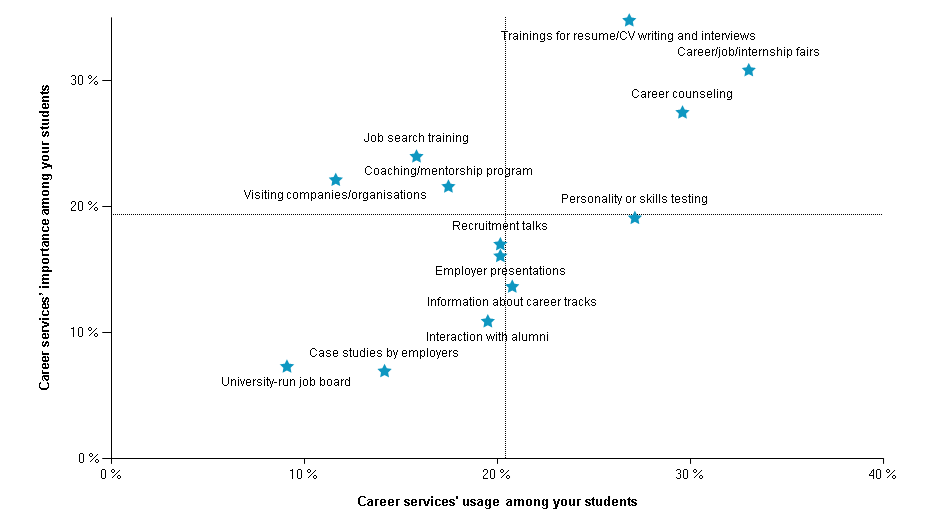 Trainings for resume/CV writing and interviews
Career/job/internship fairs
30 %
Career counseling
Job search training
Coaching/mentorship program
Visiting companies/organisations
Personality or skills testing
20 %
Recruitment talks
Employer presentations
Information about career tracks
10 %
Interaction with alumni
Case studies by employers
University-run job board
0 %
0 %
10 %
20 %
30 %
40 %
Career services' importance among your students
Career services' usage among your students